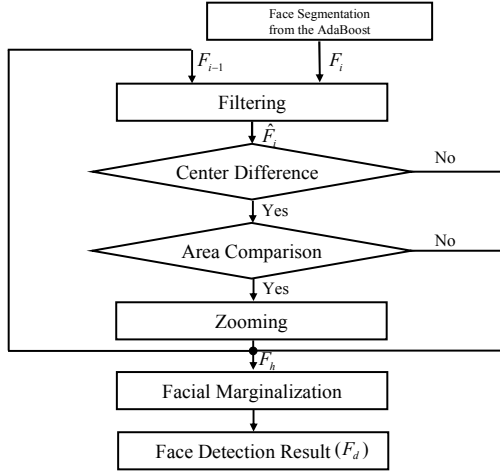 Face Segmentation
from the AdaBoost
F_{i-1}
F_i
Filtering
\hat{F}_i
Center Difference
No
Yes
Area Comparison
No
Yes
Zooming
F_h
Facial Marginalization
Face Detection Result (F_d)